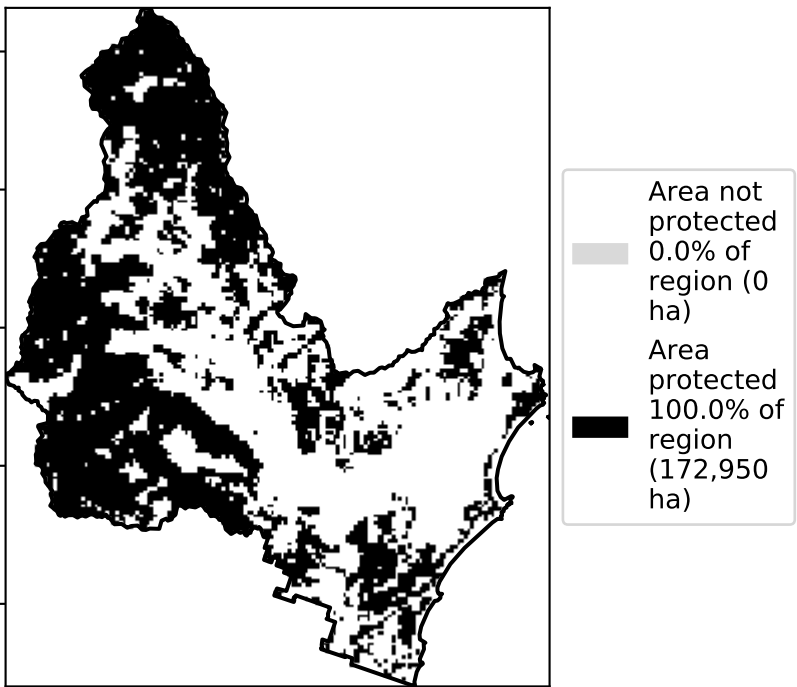 Area not
protected
0.0% of
region (0
ha)
Area
protected
100.0% of
region
(172,950
ha)